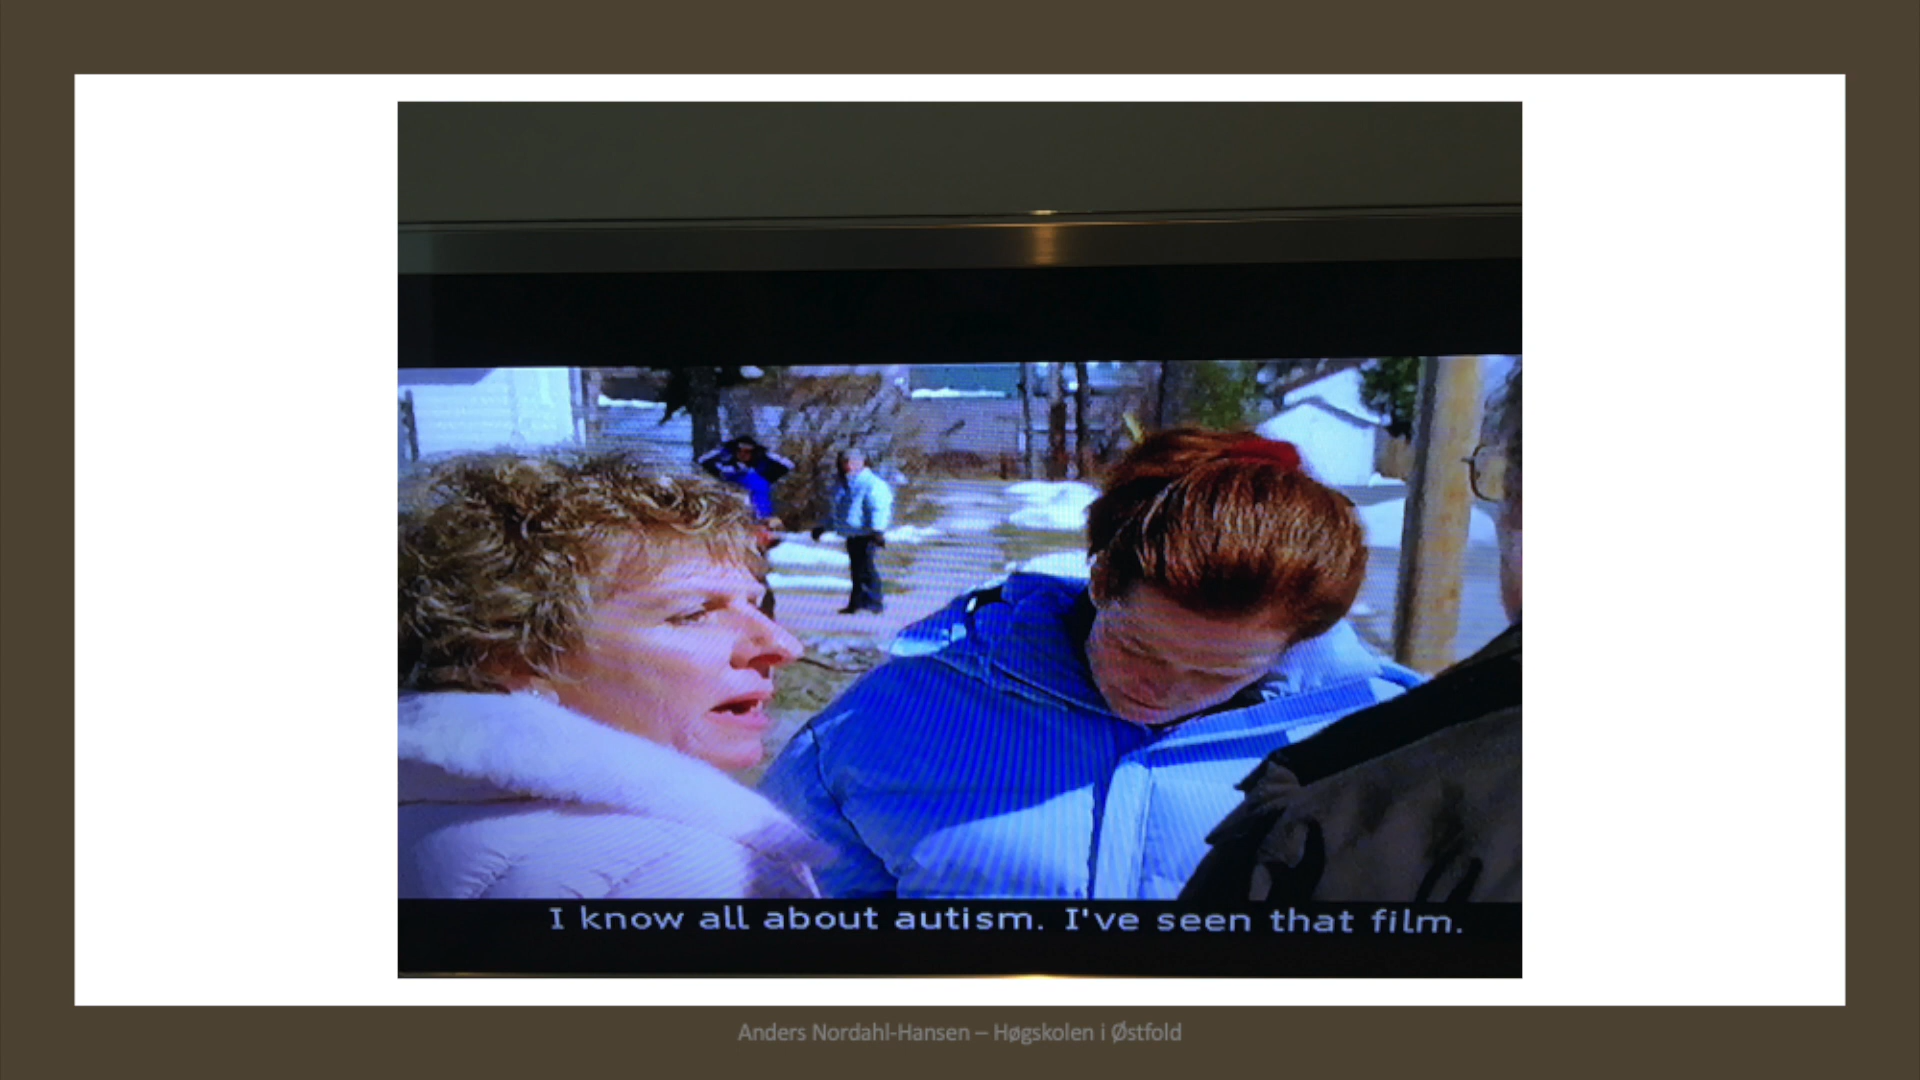 I know all about autism. I've seen that film.
Anders Nordahl-Hansen – Høgskolen i Østfold